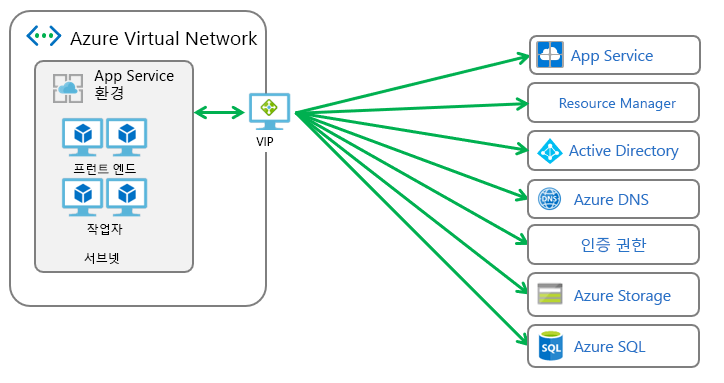 Azure Virtual Network
App Service
환경
프런트 엔드
작업자
서브넷
VIP
App Service
Resource Manager
Active Directory
DNS
Azure DNS
인증 권한
Azure Storage
SQL
Azure SQL